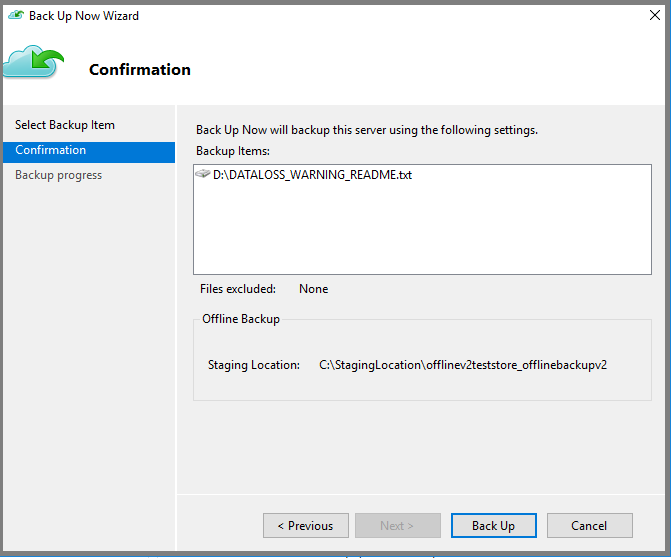 Back Up Now Wizard
Confirmation
Select Backup Item
Confirmation
Backup progress
Back Up Now will backup this server using the following settings.
Backup Items:
D:\DATALOSS_WARNING_README.txt
Files excluded: None
Offline Backup
Staging Location: C:\StagingLocation\offlinev2teststore_offlinebackupv2
< Previous Next > Back Up Cancel